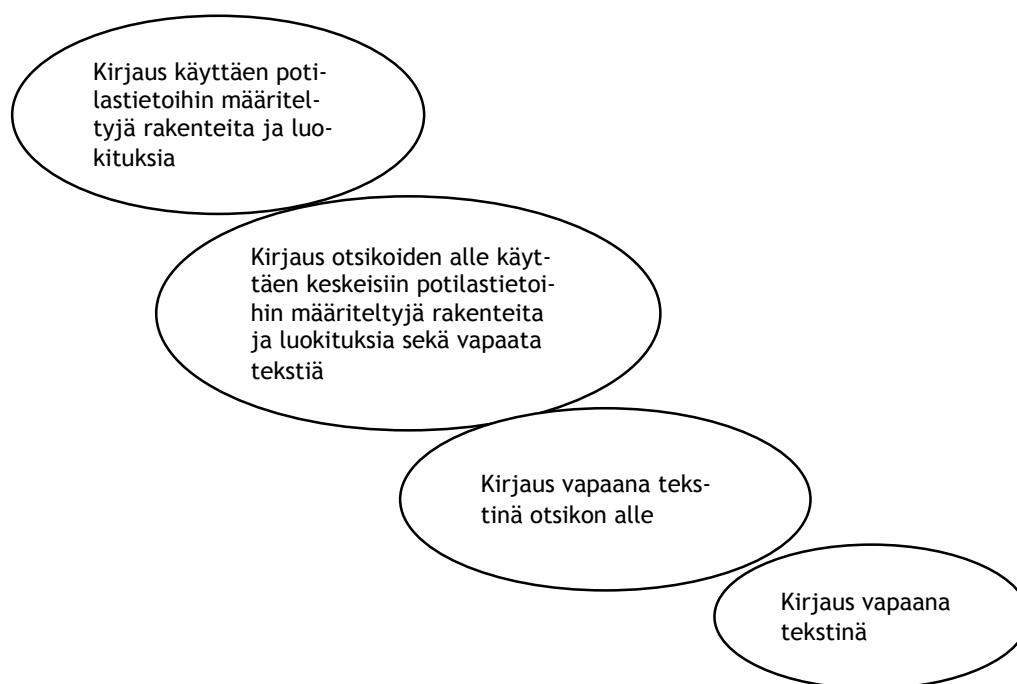 Kirjaus käyttäen poti-
lastietoihin määritel-
tyjä rakenteita ja luo-
kituksia
Kirjaus otsikoiden alle käyt-
täen keskeisiin potilastietoi-
hin määriteltyjä rakenteita
ja luokituksia sekä vapaata
tekstiä
Kirjaus vapaana teks-
tinä otsikon alle
Kirjaus vapaana
tekstinä